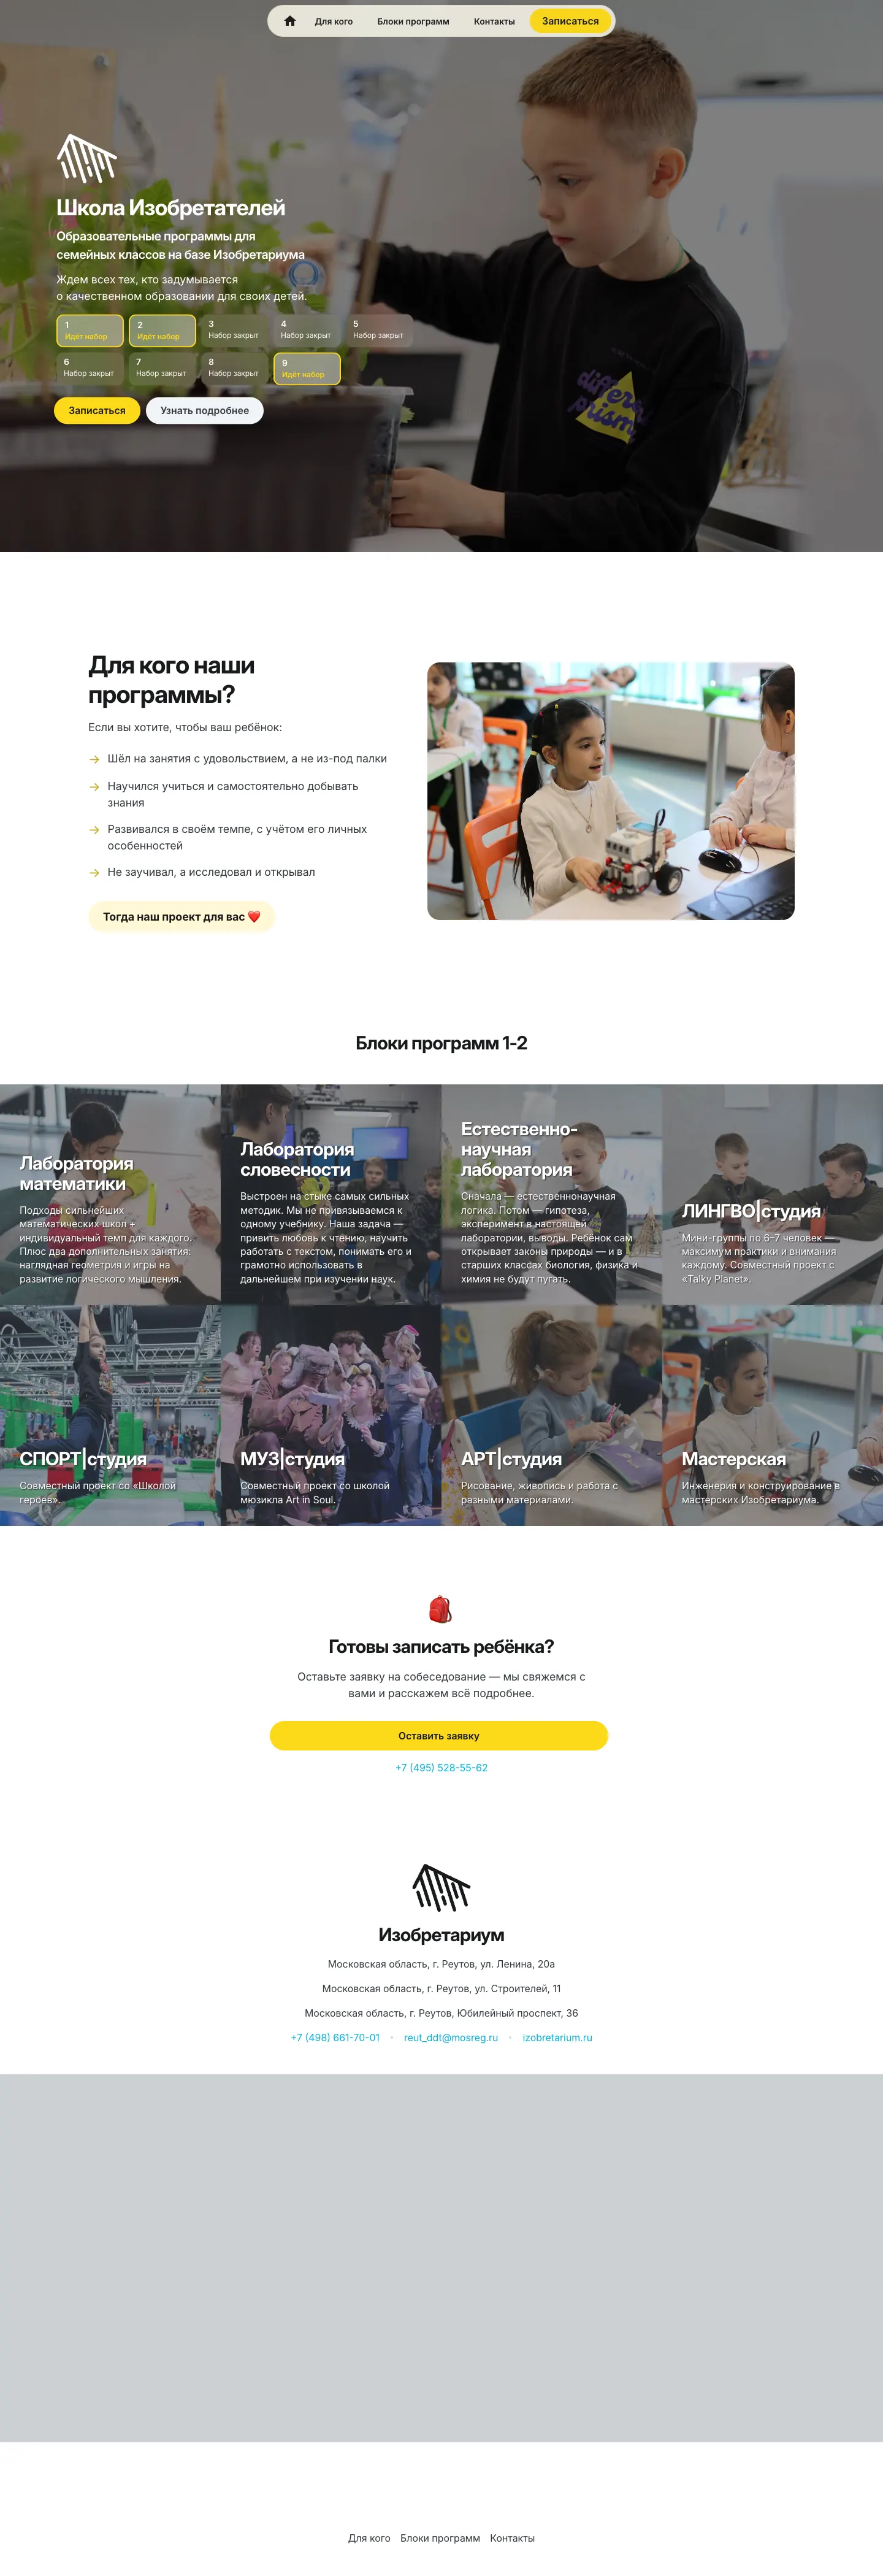 Для кого
Блоки программ
Контакты
Записаться
Школа Изобретателей
Образовательные программы для
семейных классов на базе Изобретариума
Ждем всех тех, кто задумывается
о качественном образовании для своих детей.
1
Идёт набор
2
Идёт набор
3
Набор закрыт
4
Набор закрыт
5
Набор закрыт
6
Набор закрыт
7
Набор закрыт
8
Набор закрыт
9
Идёт набор
Записаться
Узнать подробнее
different
prism
Для кого наши
программы?
Если вы хотите, чтобы ваш ребёнок:
→ Шёл на занятия с удовольствием, а не из-под палки
→ Научился учиться и самостоятельно добывать
знания
→ Развивался в своём темпе, с учётом его личных
особенностей
→ Не заучивал, а исследовал и открывал
Тогда наш проект для вас ❤️
Блоки программ 1-2
Лаборатория
математики
Подходы сильнейших
математических школ +
индивидуальный темп для каждого.
Плюс два дополнительных занятия:
наглядная геометрия и игры на
развитие логического мышления.
Лаборатория
словесности
Выстроен на стыке самых сильных
методик. Мы не привязываемся к
одному учебнику. Наша задача —
привить любовь к чтению, научить
работать с текстом, понимать его и
грамотно использовать в
дальнейшем при изучении наук.
Естественно-
научная
лаборатория
Сначала — естественнонаучная
логика. Потом — гипотеза,
эксперимент в настоящей
лаборатории, выводы. Ребёнок сам
открывает законы природы — и в
старших классах биология, физика и
химия не будут пугать.
ЛИНГВО|студия
Мини-группы по 6–7 человек —
максимум практики и внимания
каждому. Совместный проект с
«Talky Planet».
СПОРТ|студия
Совместный проект со «Школой
героев».
МУЗ|студия
Совместный проект со школой
мюзикла Art in Soul.
АРТ|студия
Рисование, живопись и работа с
разными материалами.
Мастерская
Инженерия и конструирование в
мастерских Изобретариума.
Готовы записать ребёнка?
Оставьте заявку на собеседование — мы свяжемся с
вами и расскажем всё подробнее.
Оставить заявку
+7 (495) 528-55-62
Изобретариум
Московская область, г. Реутов, ул. Ленина, 20а
Московская область, г. Реутов, ул. Строителей, 11
Московская область, г. Реутов, Юбилейный проспект, 36
+7 (498) 661-70-01 • reut_ddt@mosreg.ru • izobretarium.ru
Для кого Блоки программ Контакты